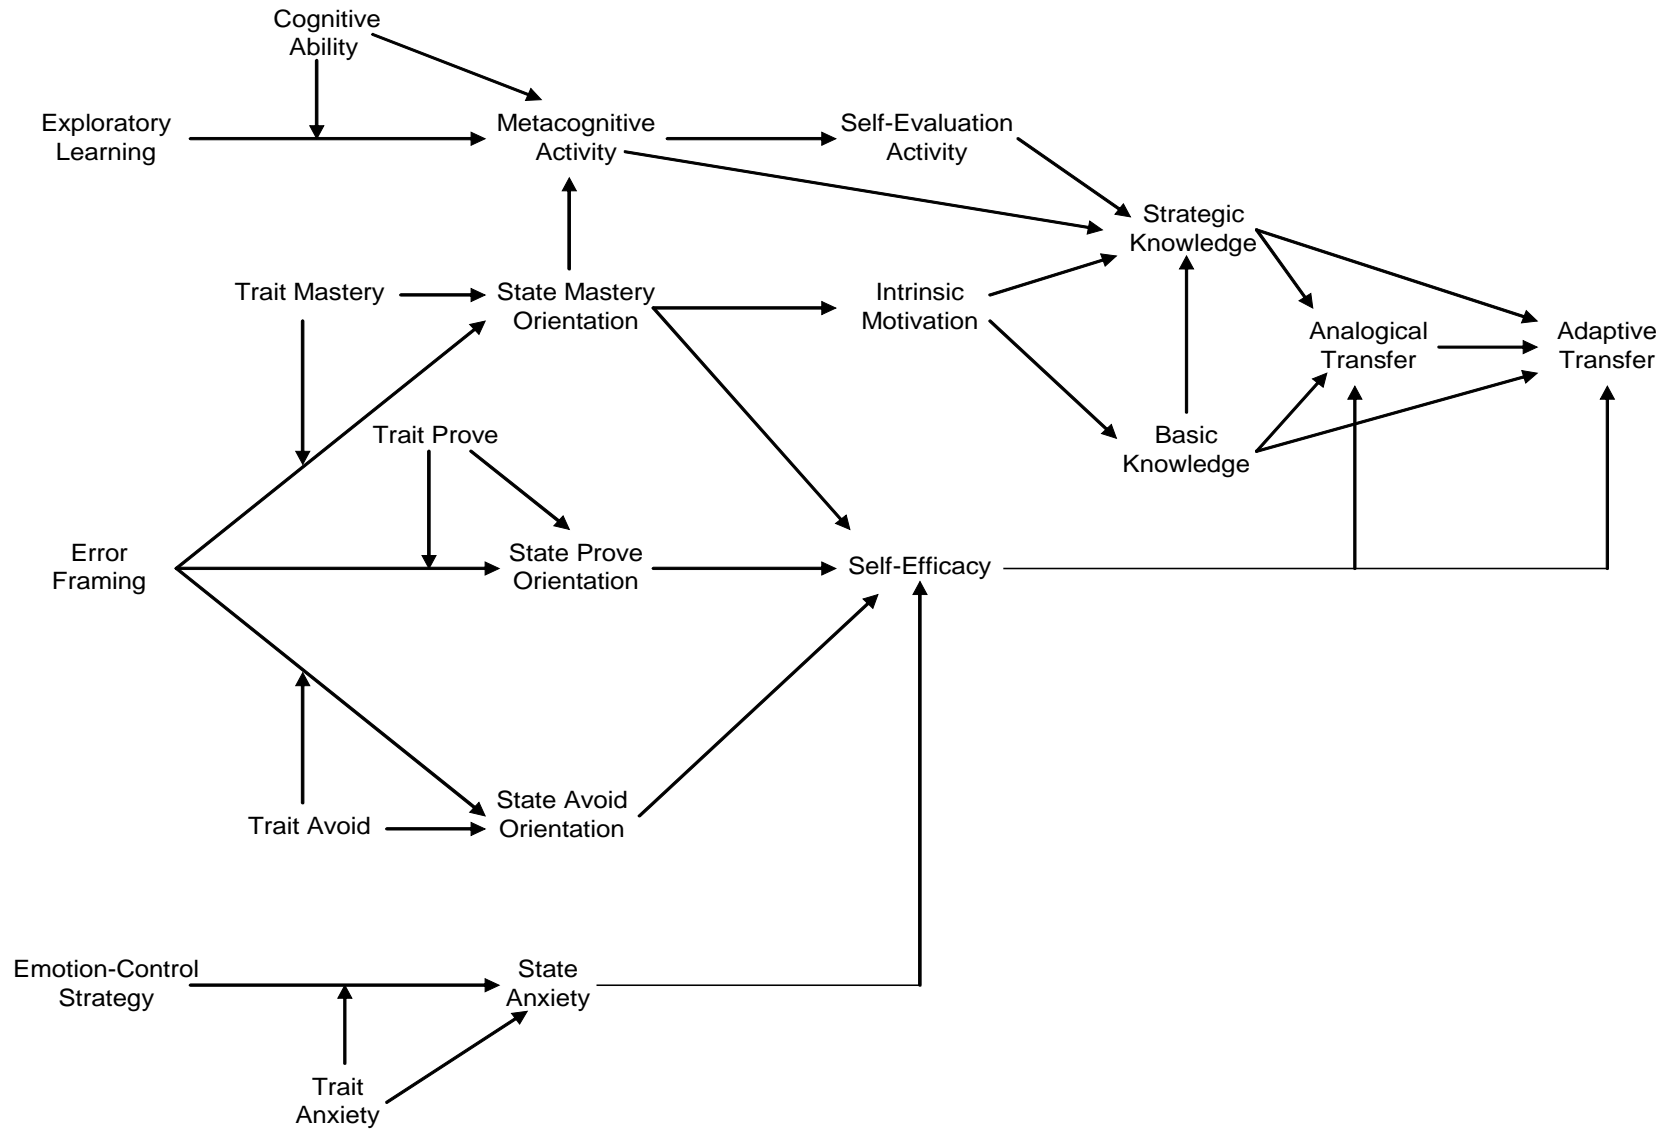 Cognitive
Ability
Exploratory
Learning
Metacognitive
Activity
Self-Evaluation
Activity
Strategic
Knowledge
Trait Mastery
State Mastery
Orientation
Intrinsic
Motivation
Analogical
Transfer
Adaptive
Transfer
Trait Prove
Basic
Knowledge
Error
Framing
State Prove
Orientation
Self-Efficacy
State Avoid
Orientation
Trait Avoid
Emotion-Control
Strategy
State
Anxiety
Trait
Anxiety